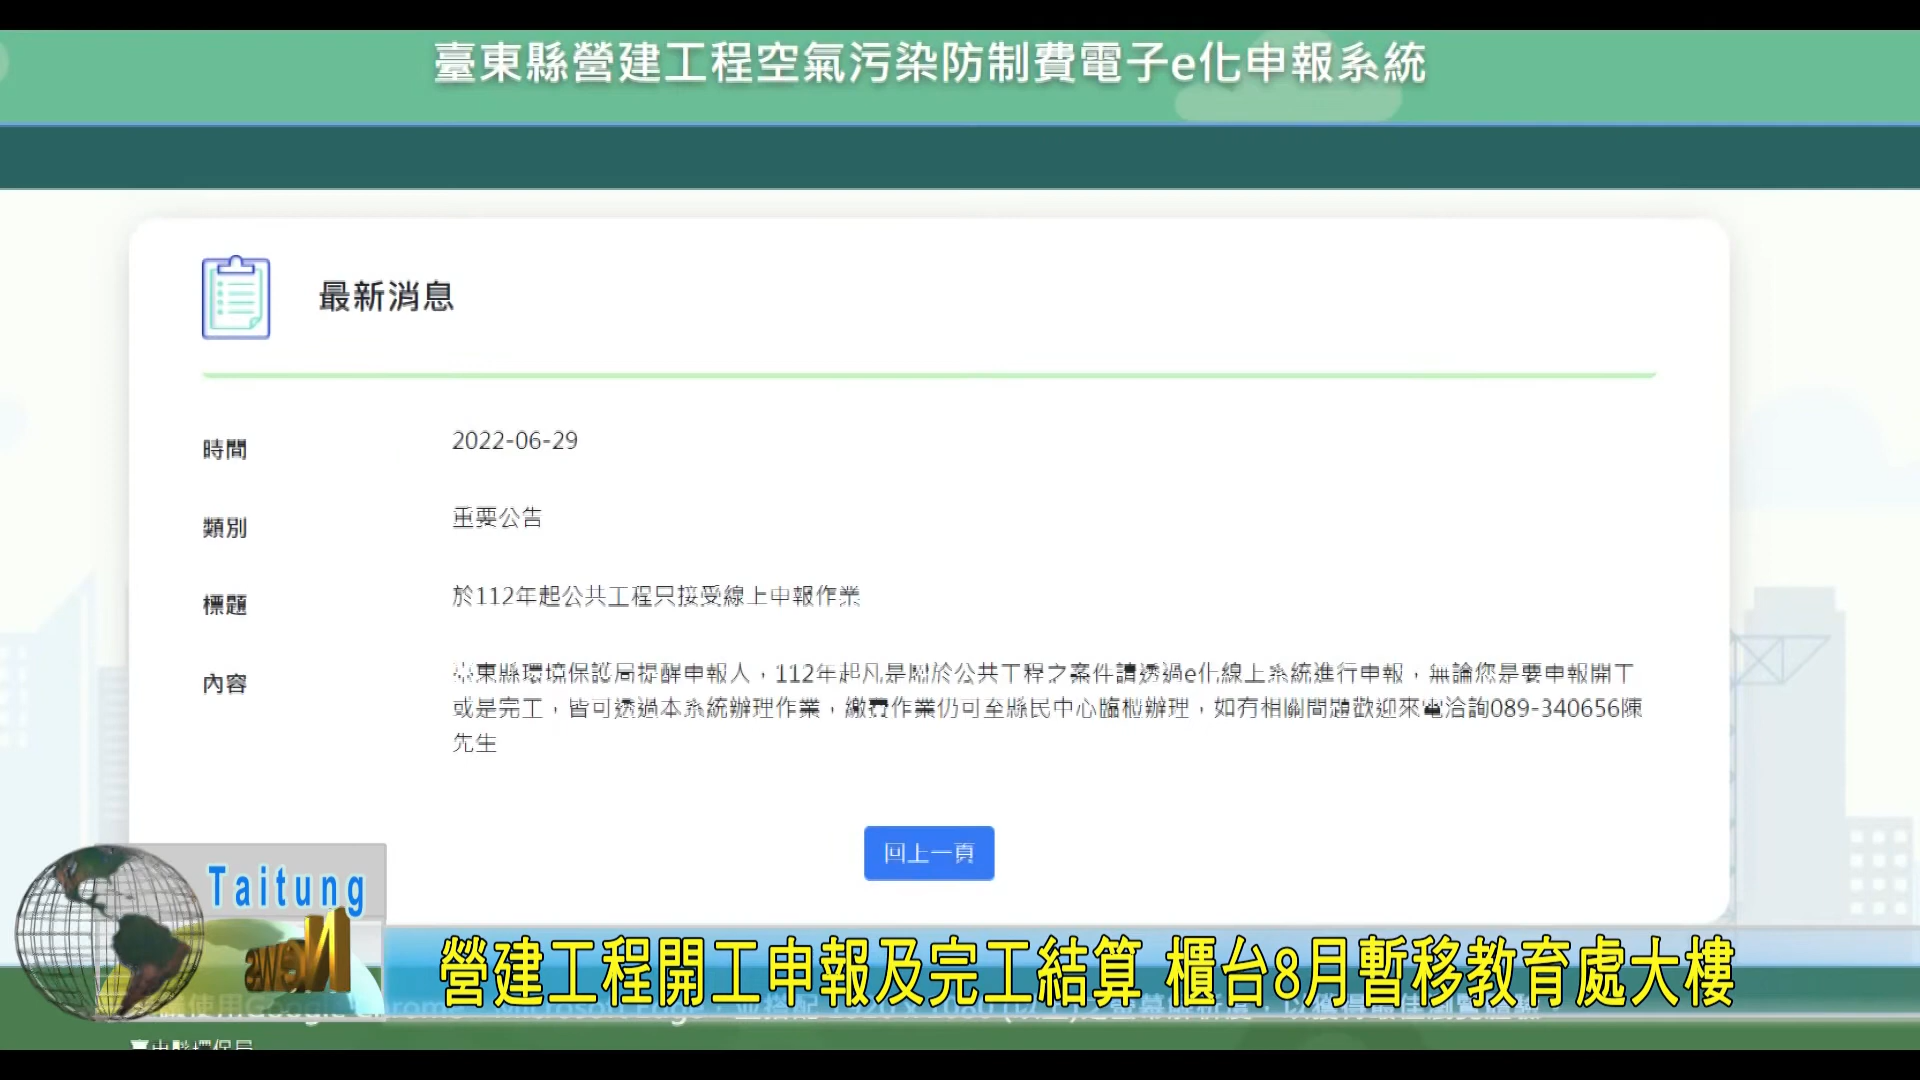 臺東縣營建工程空氣污染防制費電子e化申報系統
最新消息
時間
2022-06-29
類別
重要公告
標題
於112年起公共工程只接受線上申報作業
內容
臺東縣環境保護局提醒申報人，112年起凡是屬於公共工程之案件請透過e化線上系統進行申報，無論您是要申報開工
或是完工，皆可透過本系統辦理作業，繳費作業仍可至縣民中心臨櫃辦理，如有相關問題歡迎來電洽詢089-340656陳
先生
回上一頁
Taitung
News
營建工程開工申報及完工結算 櫃台8月暫移教育處大樓